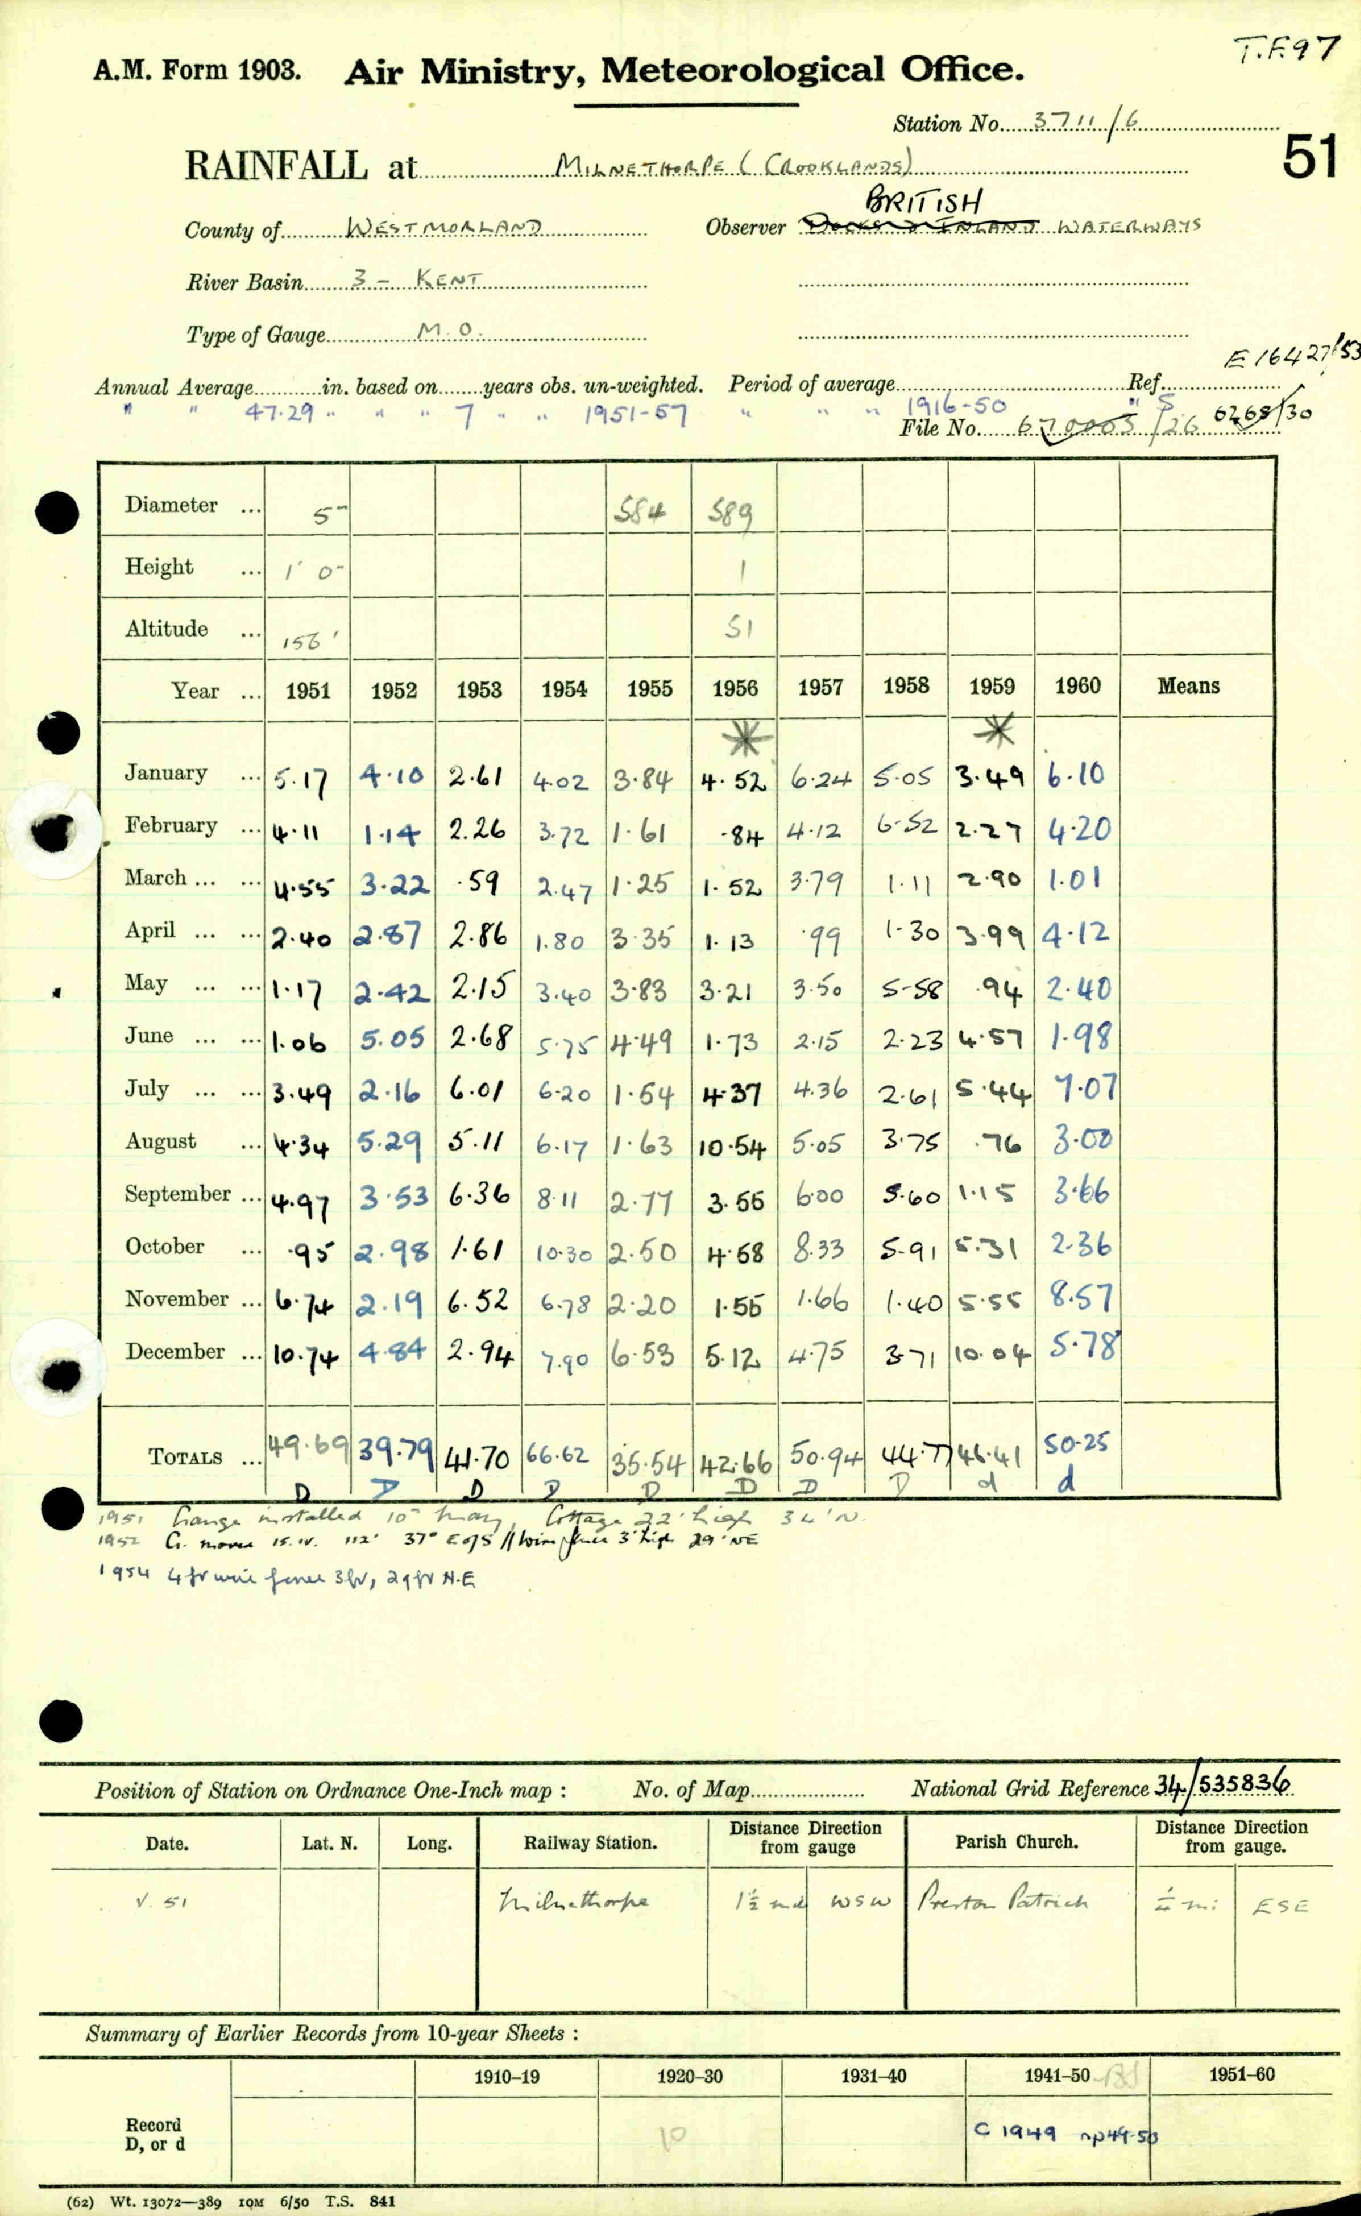 T.F.97
A.M. Form 1903. Air Ministry, Meteorological Office.
Station No. 3711/6
51
RAINFALL at MILNETHORPE (CROOKLANDS)
BRITISH
County of WESTMORLAND Observer DOCKS & INLAND WATERWAYS
River Basin 3 - KENT
Type of Gauge M.O.
E16427/53
Annual Average in. based on years obs. un-weighted. Period of average Ref.
" " 47.29 " " " 7 " " 1951-57 " " " 1916-50 " S
File No. 670003/26 6268/30
Diameter ... 5" 584 589
Height ... 1' 0" 1
Altitude ... 156' 51
Year ... 1951 1952 1953 1954 1955 1956 1957 1958 1959 1960 Means
January ... 5.17 4.10 2.61 4.02 3.84 4.52 6.24 5.05 3.49 6.10
February ... 4.11 1.14 2.26 3.72 1.61 .84 4.12 6.52 2.27 4.20
March ... ... 4.55 3.22 .59 2.47 1.25 1.52 3.79 1.11 2.90 1.01
April ... ... 2.40 2.87 2.86 1.80 3.35 1.13 .99 1.30 3.99 4.12
May ... ... 1.17 2.42 2.15 3.40 3.83 3.21 3.50 5.58 .94 2.40
June ... ... 1.06 5.05 2.68 5.75 4.49 1.73 2.15 2.23 4.57 1.98
July ... ... 3.49 2.16 6.01 6.20 1.54 4.37 4.36 2.61 5.44 7.07
August ... 4.34 5.29 5.11 6.17 1.63 10.54 5.05 3.75 .76 3.00
September ... 4.97 3.53 6.36 8.11 2.77 3.55 6.00 5.60 1.15 3.66
October ... .95 2.98 1.61 10.30 2.50 4.58 8.33 5.91 5.31 2.36
November ... 6.74 2.19 6.52 6.78 2.20 1.55 1.66 1.40 5.55 8.57
December ... 10.74 4.84 2.94 7.90 6.53 5.12 4.75 3.71 10.04 5.78
TOTALS ... 49.69 39.79 41.70 66.62 35.54 42.66 50.94 44.77 46.41 50.25
D D D D D D D D d d
1951 Gauge installed 10th May, Cottage 22' high 34' N.
1952 G. moved 15.IV. 112' 37° E of S // Wire fence 3' high 29' NE
1954 4 ft wire fence 3ft, 29ft N.E
Position of Station on Ordnance One-Inch map : No. of Map National Grid Reference 34/535836
Date. Lat. N. Long. Railway Station. Distance Direction from gauge Parish Church. Distance Direction from gauge.
V. 51 Milnethorpe 1½ WSW Preston Patrick ¼ mi ESE
Summary of Earlier Records from 10-year Sheets :
1910-19 1920-30 1931-40 1941-50 1951-60
Record D, or d 10 C 1949 np49-50
(62) Wt. 13072—389 10M 6/50 T.S. 841